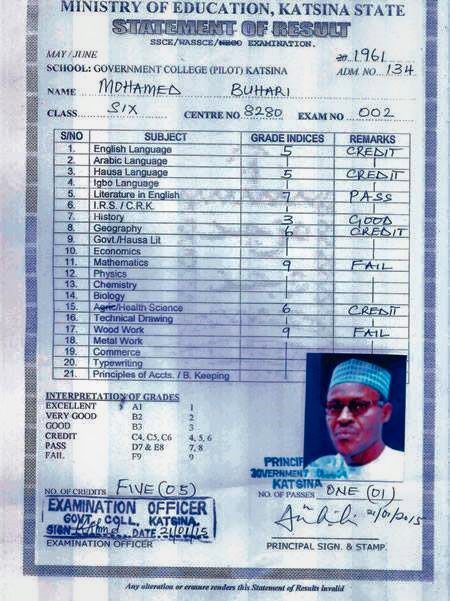 MINISTRY OF EDUCATION, KATSINA STATE
STATEMENT OF RESULT
SSCE/WASSCE/NECO EXAMINATION.
MAY / JUNE 20 1961
SCHOOL: GOVERNMENT COLLEGE (PILOT) KATSINA ADM. NO. 134
NAME MOHAMED BUHARI
CLASS SIX CENTRE NO 8280 EXAM NO 002
S/NO SUBJECT GRADE INDICES REMARKS
1. English Language 5 CREDIT
2. Arabic Language
3. Hausa Language 5 CREDIT
4. Igbo Language
5. Literature in English 7 PASS
6. I.R.S. / C.R.K.
7. History 3 GOOD
8. Geography 6 CREDIT
9. Govt./Hausa Lit
10. Economics
11. Mathematics 9 FAIL
12. Physics
13. Chemistry
14. Biology
15. Agric/Health Science 6 CREDIT
16. Technical Drawing
17. Wood Work 9 FAIL
18. Metal Work
19. Commerce
20. Typewriting
21. Principles of Accts. / B. Keeping
INTERPRETATION OF GRADES
EXCELLENT A1 1
VERY GOOD B2 2
GOOD B3 3
CREDIT C4, C5, C6 4, 5, 6
PASS D7 & E8 7, 8
FAIL F9 9
KATSINA
NO. OF CREDITS FIVE (05) NO. OF PASSES ONE (01)
EXAMINATION OFFICER
GOVT. COLL., KATSINA
SIGN DATE 21/01/15 21/01/2015
EXAMINATION OFFICER PRINCIPAL SIGN. & STAMP.
Any alteration or erasure renders this Statement of Results invalid